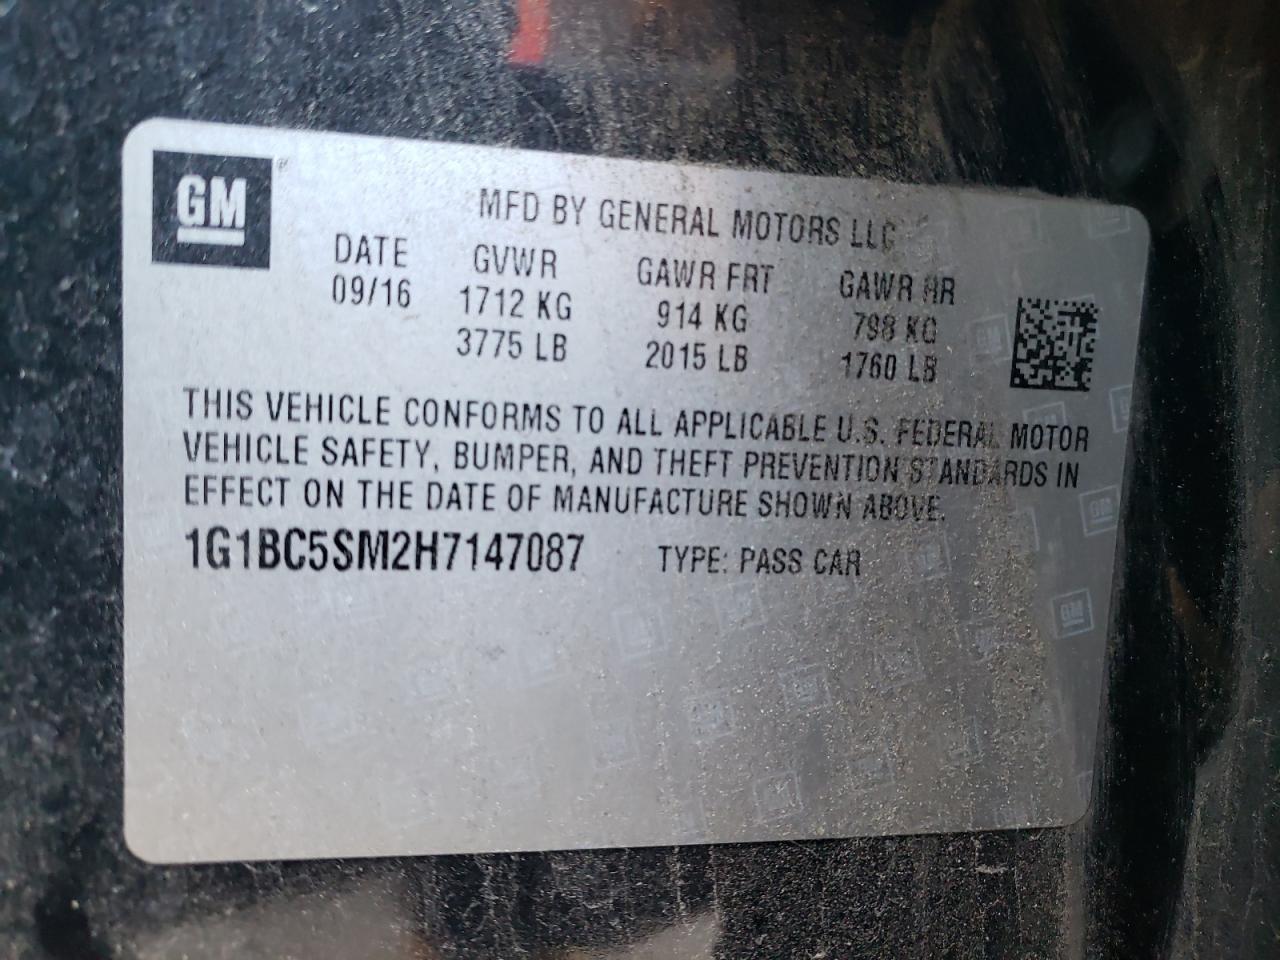 GM
MFD BY GENERAL MOTORS LLC
DATE GVWR GAWR FRT GAWR RR
09/16 1712 KG 914 KG 798 KG
3775 LB 2015 LB 1760 LB
THIS VEHICLE CONFORMS TO ALL APPLICABLE U.S. FEDERAL MOTOR
VEHICLE SAFETY, BUMPER, AND THEFT PREVENTION STANDARDS IN
EFFECT ON THE DATE OF MANUFACTURE SHOWN ABOVE.
1G1BC5SM2H7147087 TYPE: PASS CAR